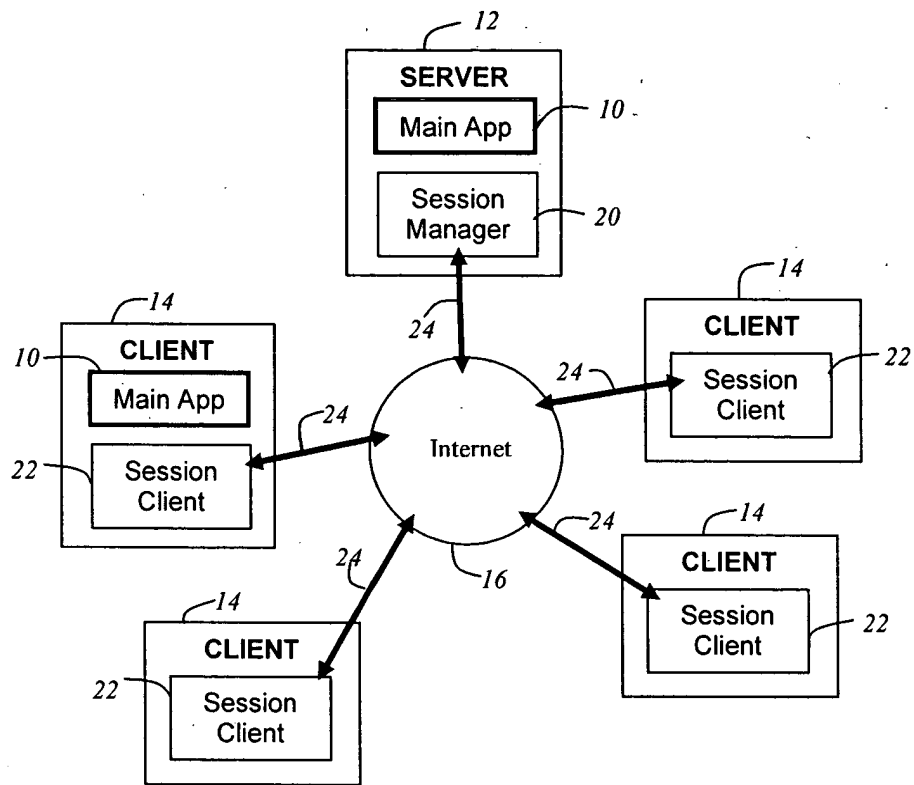 12
SERVER
Main App
10
Session
Manager
20
24
14
CLIENT
10
Main App
22
Session
Client
24
14
CLIENT
22
Session
Client
24
Internet
16
14
CLIENT
Session
Client
22
24
14
CLIENT
22
Session
Client
24